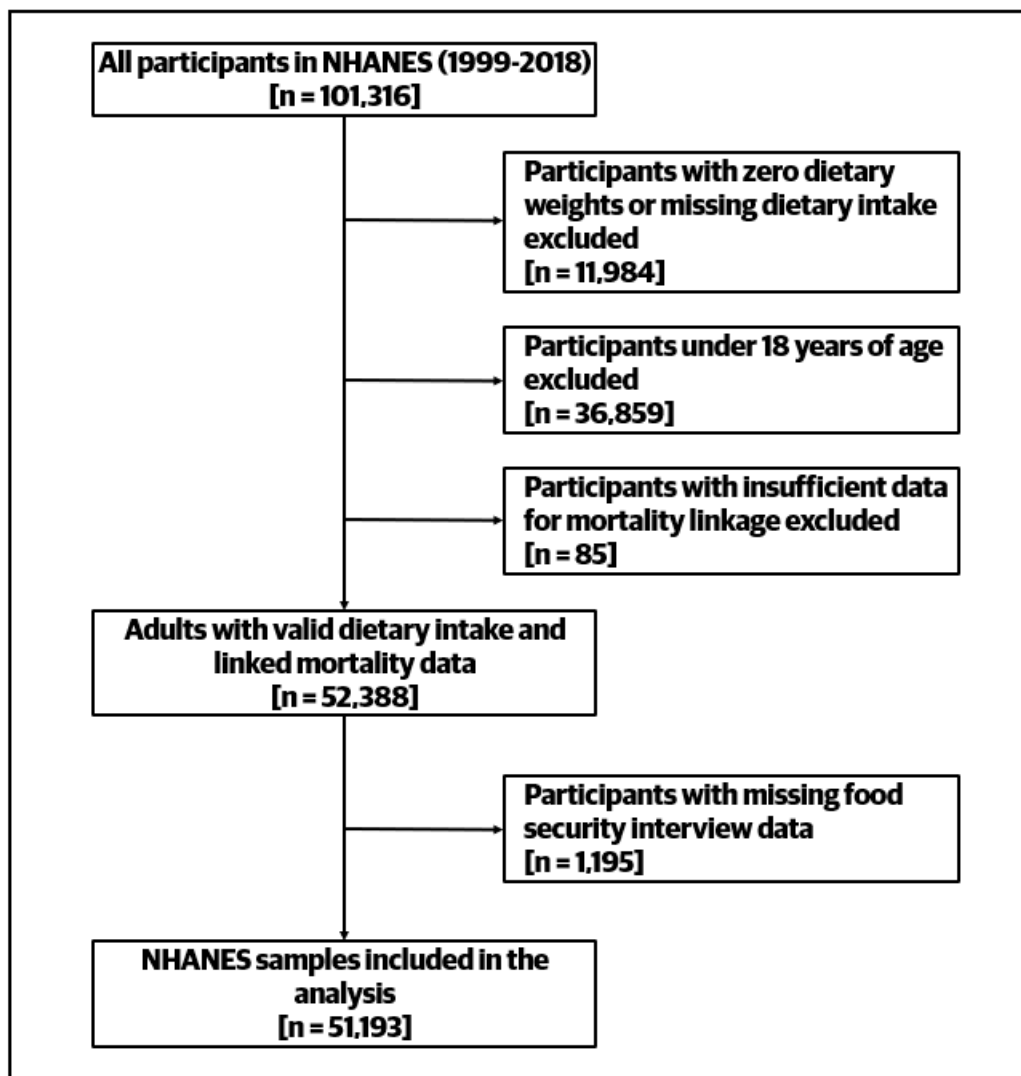 All participants in NHANES (1999-2018)
[n = 101,316]
Participants with zero dietary
weights or missing dietary intake
excluded
[n = 11,984]
Participants under 18 years of age
excluded
[n = 36,859]
Participants with insufficient data
for mortality linkage excluded
[n = 85]
Adults with valid dietary intake and
linked mortality data
[n = 52,388]
Participants with missing food
security interview data
[n = 1,195]
NHANES samples included in the
analysis
[n = 51,193]